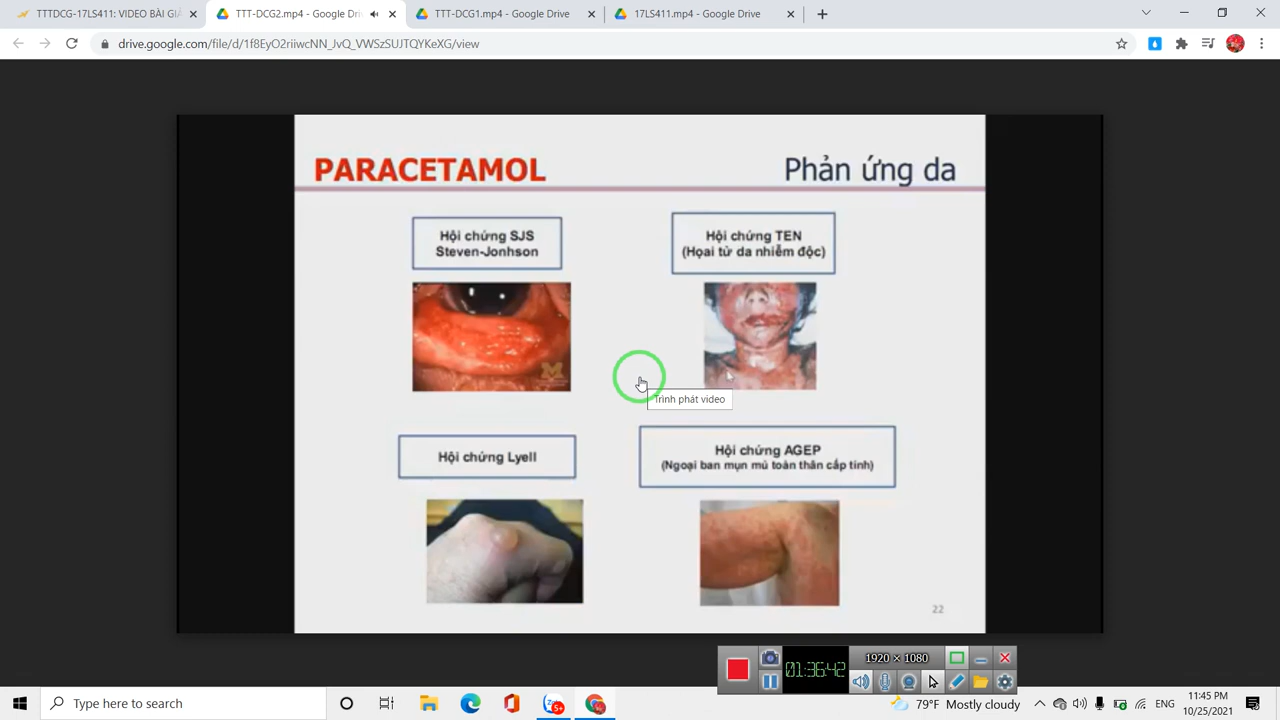 TTTDCG-17LS411: VIDEO BÀI GIẢ
TTT-DCG2.mp4 - Google Dri
TTT-DCG1.mp4 - Google Drive
17LS411.mp4 - Google Drive
drive.google.com/file/d/1f8EyO2riiwcNN_JvQ_VWSzSUJTQYKeXG/view
PARACETAMOL
Phản ứng da
Hội chứng SJS
Steven-Jonhson
Hội chứng TEN
(Họai tử da nhiễm độc)
Trình phát video
Hội chứng Lyell
Hội chứng AGEP
(Ngoại ban mụn mủ toàn thân cấp tính)
22
1920 × 1080
01:36:42
Type here to search
5+
79°F Mostly cloudy
ENG
11:45 PM
10/25/2021